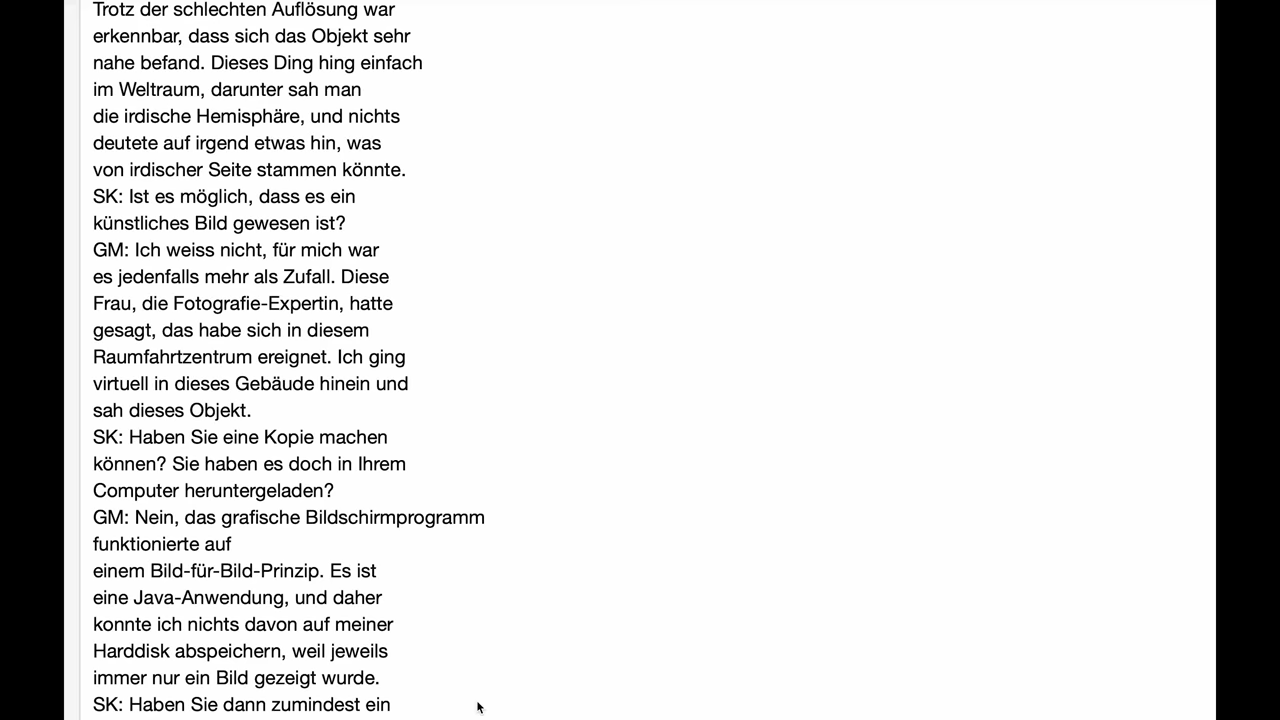 Trotz der schlechten Auflösung war
erkennbar, dass sich das Objekt sehr
nahe befand. Dieses Ding hing einfach
im Weltraum, darunter sah man
die irdische Hemisphäre, und nichts
deutete auf irgend etwas hin, was
von irdischer Seite stammen könnte.
SK: Ist es möglich, dass es ein
künstliches Bild gewesen ist?
GM: Ich weiss nicht, für mich war
es jedenfalls mehr als Zufall. Diese
Frau, die Fotografie-Expertin, hatte
gesagt, das habe sich in diesem
Raumfahrtzentrum ereignet. Ich ging
virtuell in dieses Gebäude hinein und
sah dieses Objekt.
SK: Haben Sie eine Kopie machen
können? Sie haben es doch in Ihrem
Computer heruntergeladen?
GM: Nein, das grafische Bildschirmprogramm
funktionierte auf
einem Bild-für-Bild-Prinzip. Es ist
eine Java-Anwendung, und daher
konnte ich nichts davon auf meiner
Harddisk abspeichern, weil jeweils
immer nur ein Bild gezeigt wurde.
SK: Haben Sie dann zumindest ein